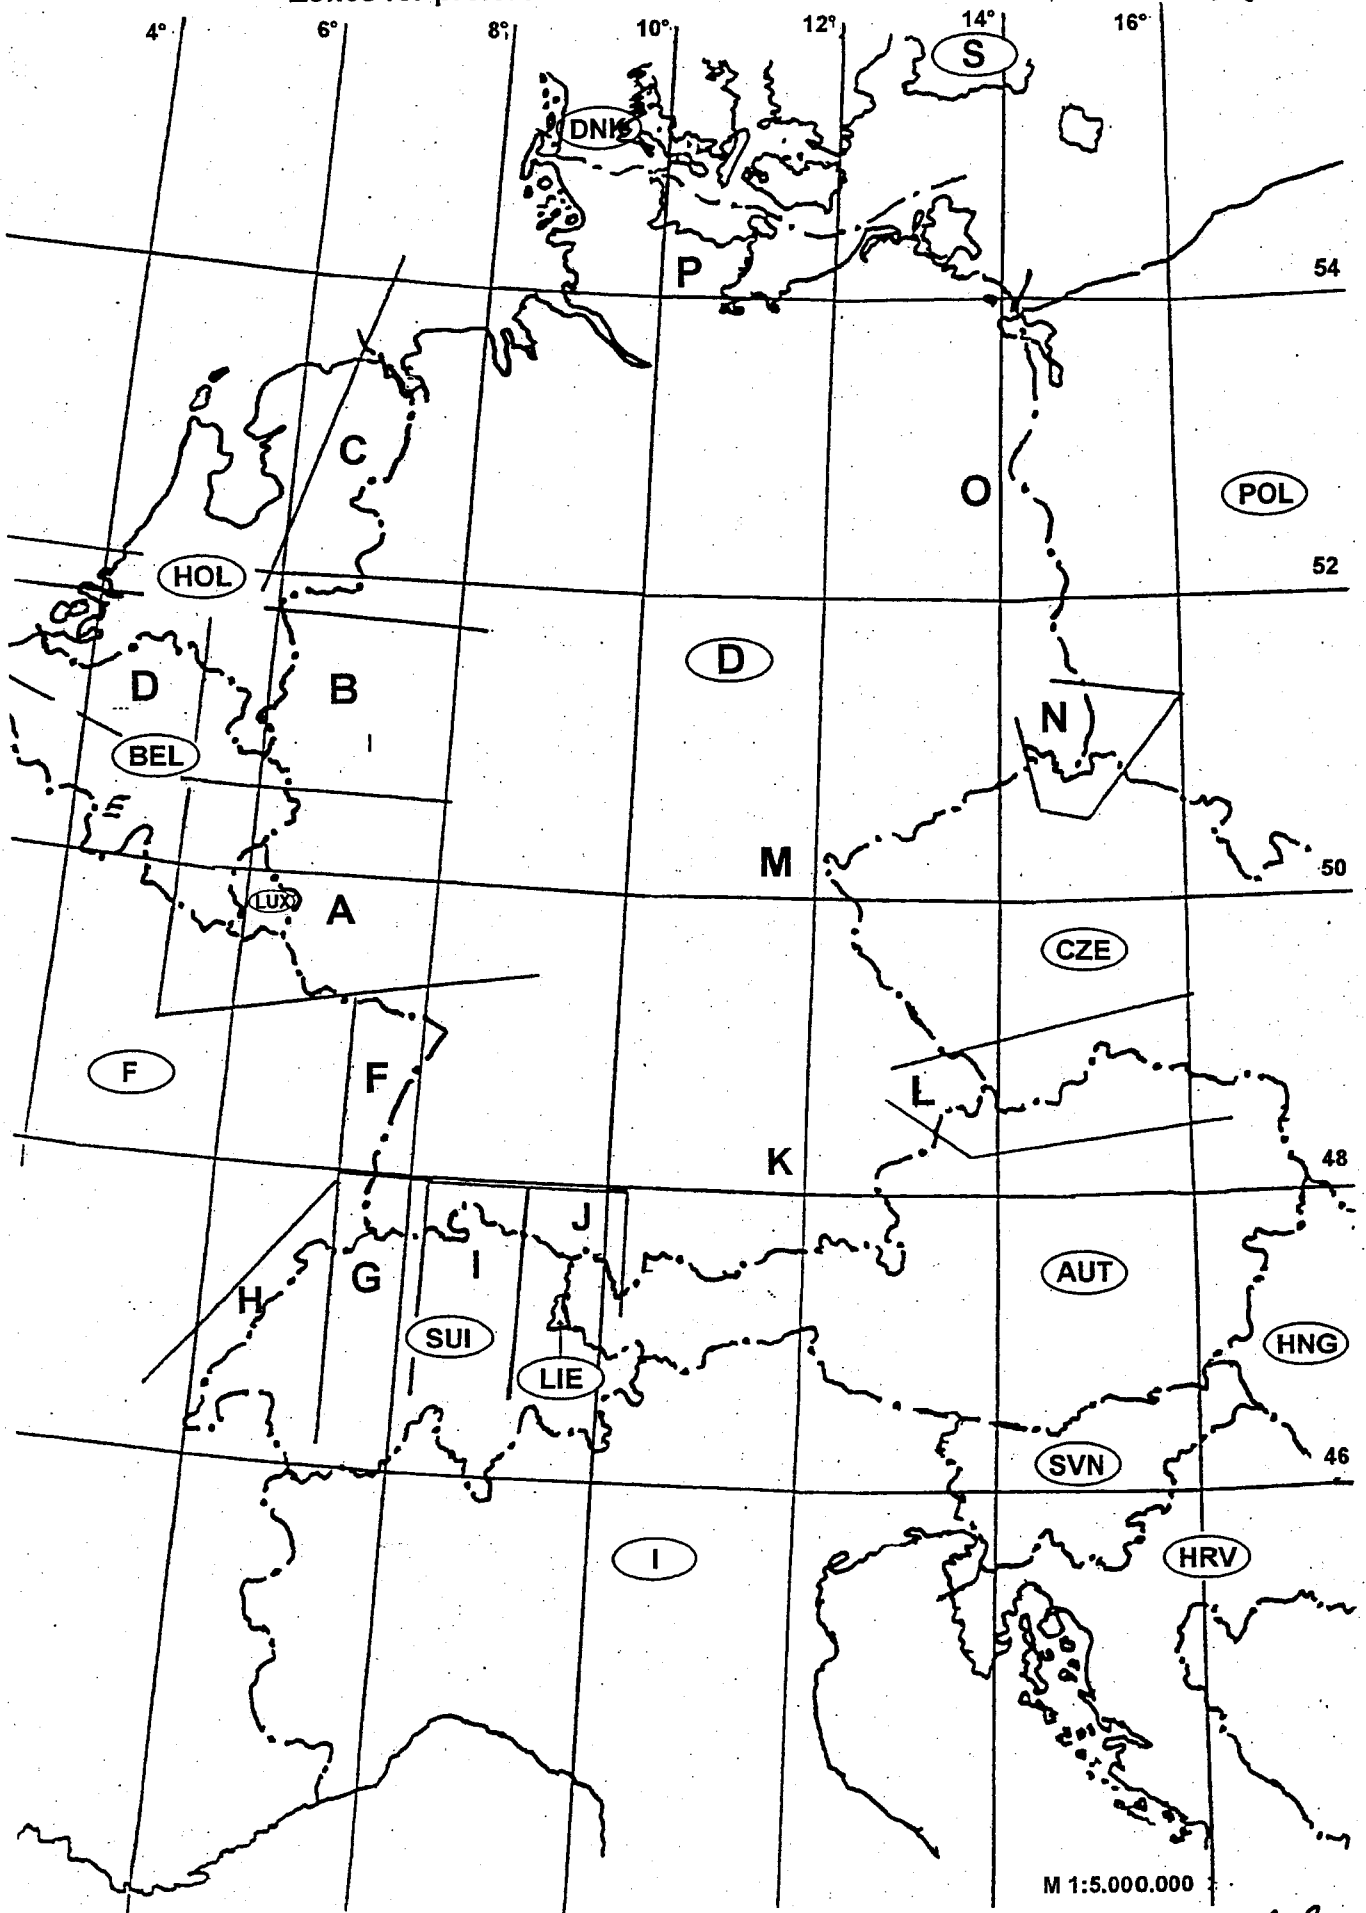 4° 6° 8° 10° 12° 14° 16°
S
DNK
P
54
C
O
POL
HOL
52
D
D
B
N
BEL
M
50
LUX
A
CZE
F
F
L
K
48
J
I
G
AUT
H
SUI
HNG
LIE
46
SVN
I
HRV
M 1:5.000.000